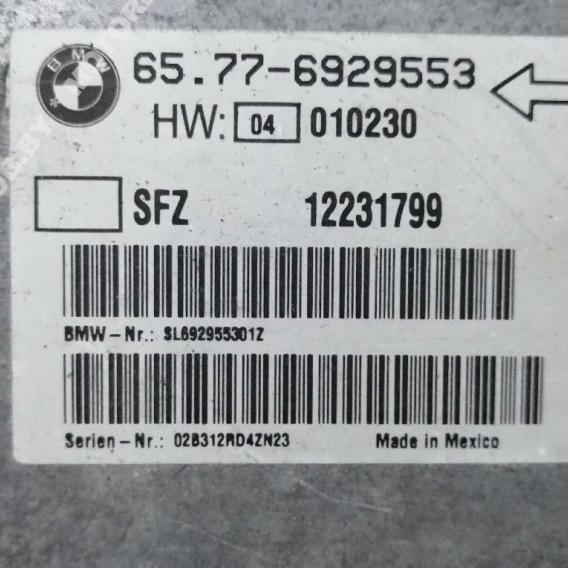 BMW
65.77-6929553
HW: 04 010230
SFZ 12231799
BMW-Nr.: SL692955301Z
Serien-Nr.: 02B312RD4ZN23 Made in Mexico